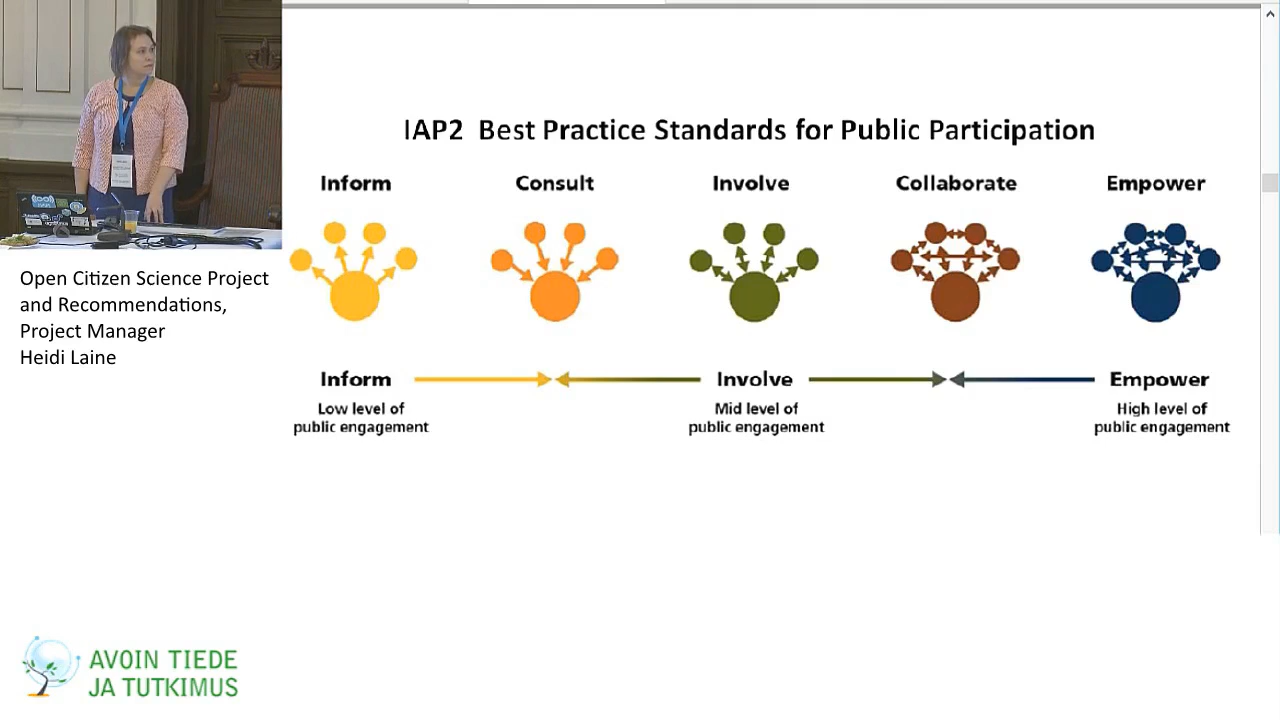 IAP2 Best Practice Standards for Public Participation
Inform
Consult
Involve
Collaborate
Empower
Inform
Involve
Empower
Low level of
public engagement
Mid level of
public engagement
High level of
public engagement
Open Citizen Science Project
and Recommendations,
Project Manager
Heidi Laine
AVOIN TIEDE
JA TUTKIMUS